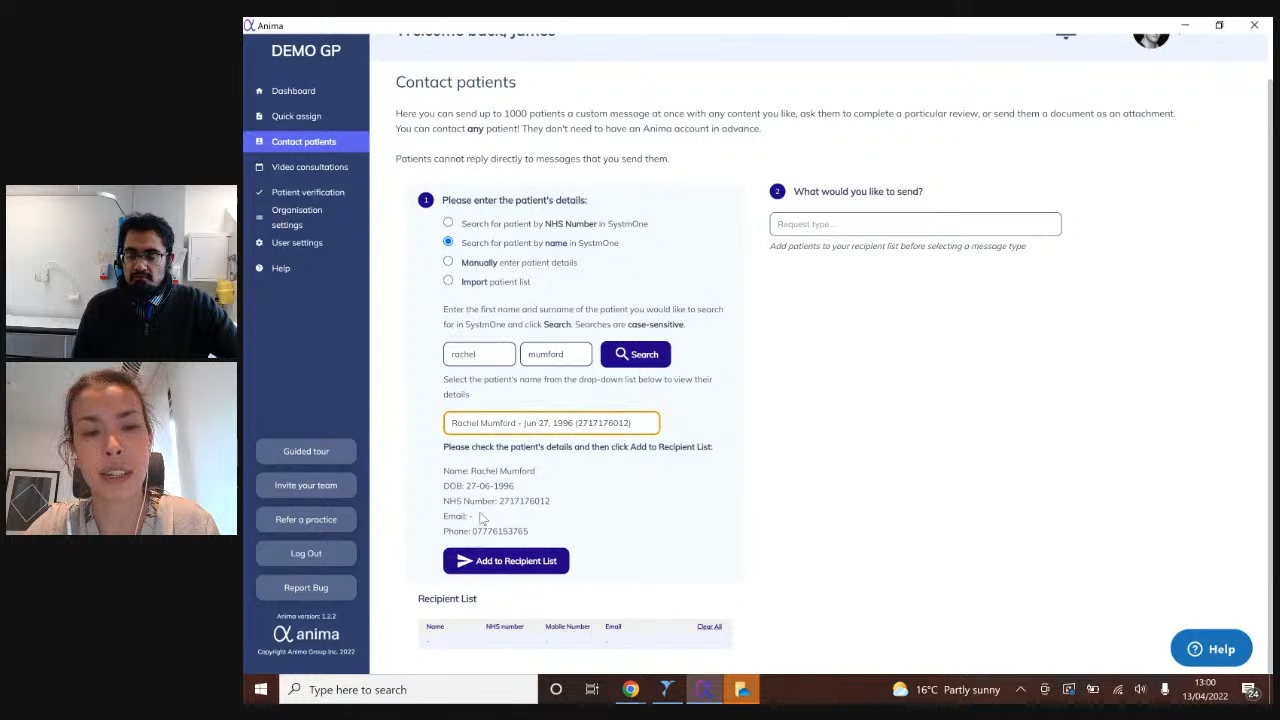 Anima
DEMO GP
Welcome back, James
Dashboard
Quick assign
Contact patients
Video consultations
Patient verification
Organisation
settings
User settings
Help
Guided tour
Invite your team
Refer a practice
Log Out
Report Bug
Anima version: 1.2.2
anima
Copyright Anima Group Inc. 2022
Contact patients
Here you can send up to 1000 patients a custom message at once with any content you like, ask them to complete a particular review, or send them a document as an attachment.
You can contact any patient! They don't need to have an Anima account in advance.
Patients cannot reply directly to messages that you send them.
1 Please enter the patient's details:
Search for patient by NHS Number in SystmOne
Search for patient by name in SystmOne
Manually enter patient details
Import patient list
Enter the first name and surname of the patient you would like to search
for in SystmOne and click Search. Searches are case-sensitive.
rachel mumford Search
Select the patient's name from the drop-down list below to view their
details
Rachel Mumford - Jun 27, 1996 (2717176012)
Please check the patient's details and then click Add to Recipient List:
Name: Rachel Mumford
DOB: 27-06-1996
NHS Number: 2717176012
Email: -
Phone: 07776153765
Add to Recipient List
Recipient List
Name NHS number Mobile Number Email Clear All
- - -
2 What would you like to send?
Request type...
Add patients to your recipient list before selecting a message type
Help
Type here to search
16°C Partly sunny
13:00
13/04/2022
24